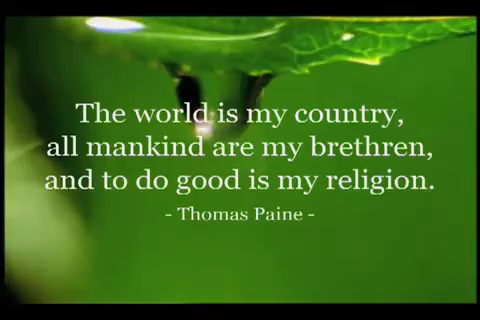 The world is my country,
all mankind are my brethren,
and to do good is my religion.
- Thomas Paine -